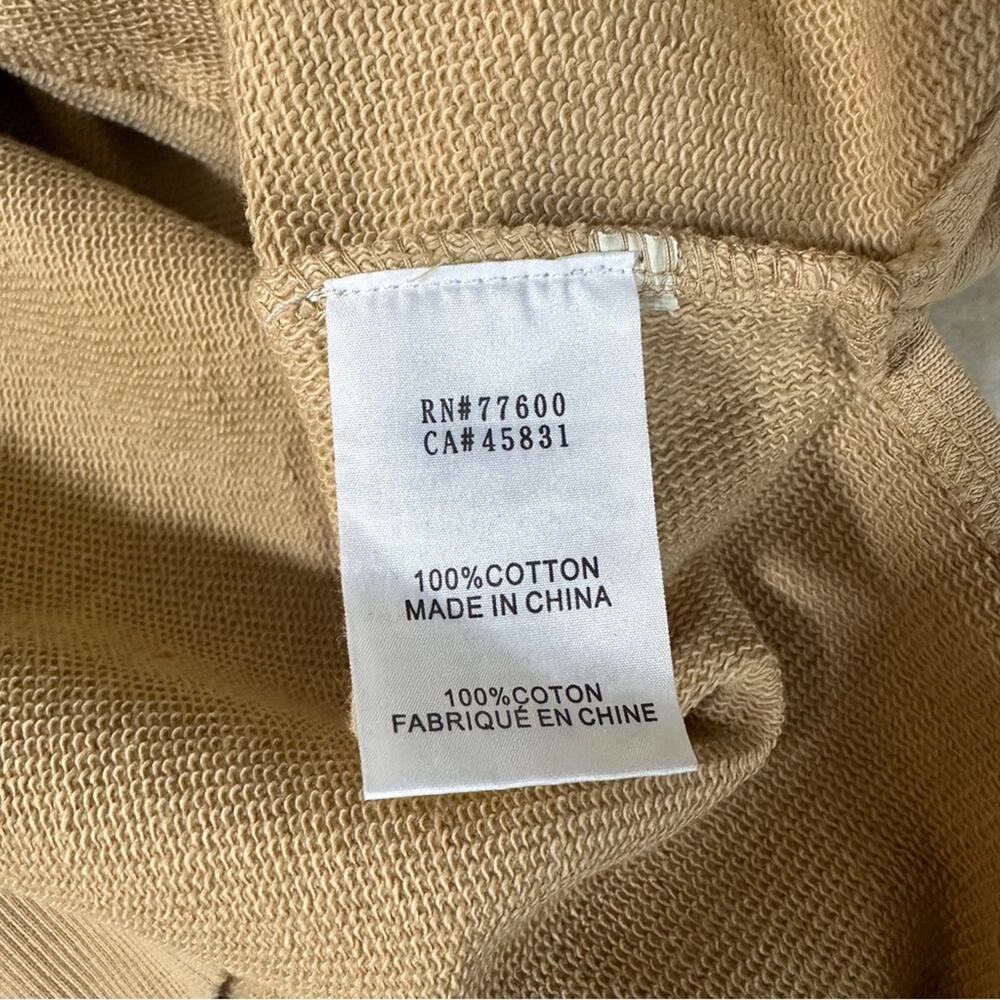 RN#77600
CA#45831
100%COTTON
MADE IN CHINA
100%COTON
FABRIQUÉ EN CHINE